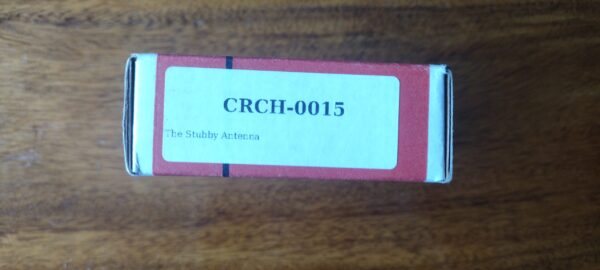 CRCH-0015
The Stubby Antenna